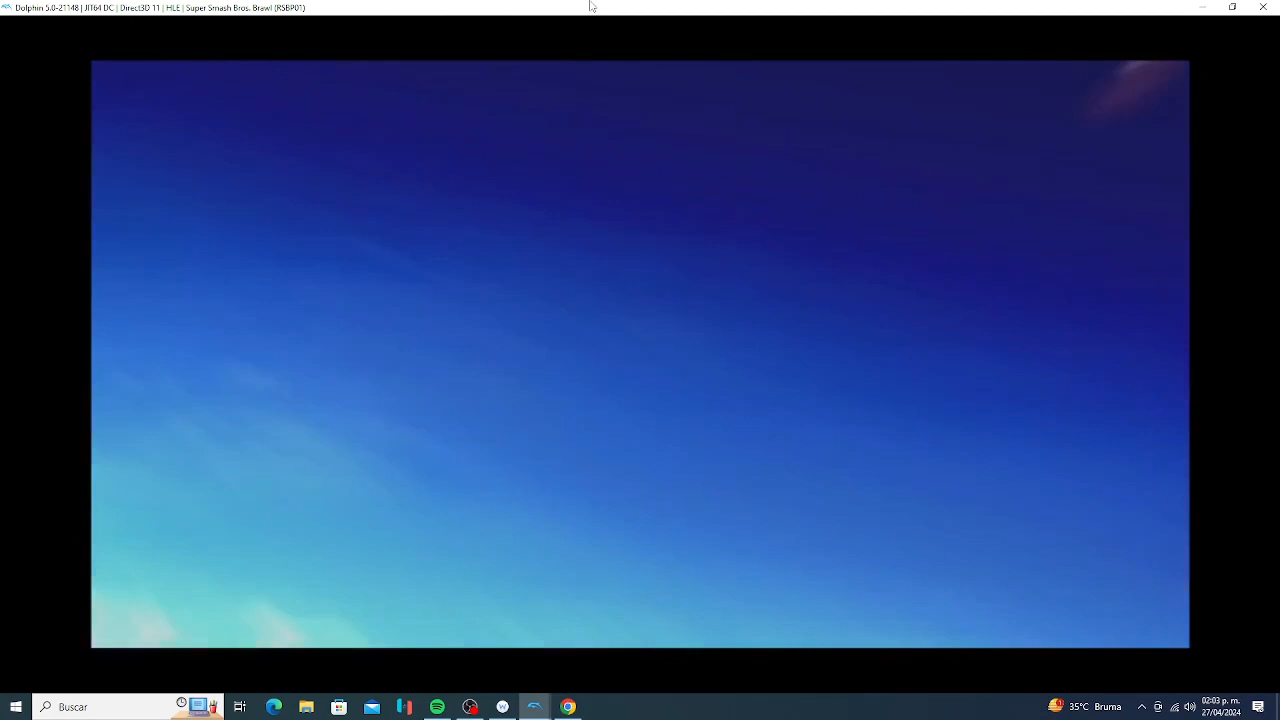 Dolphin 5.0-21148 | JIT64 DC | Direct3D 11 | HLE | Super Smash Bros. Brawl (RSBP01)
Buscar
35°C Bruma
02:03 p. m.
27/04/2024